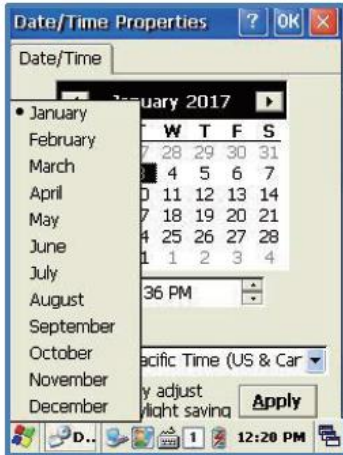 Date/Time Properties ? OK ×
Date/Time
January 2017
W T F S
28 29 30 31
3 4 5 6 7
11 12 13 14
18 19 20 21
25 26 27 28
1 2 3 4
January
February
March
April
May
June
July
August
September
October
November
December
36 PM
acific Time (US & Car
y adjust
ylight saving
Apply
D.. 1 12:20 PM